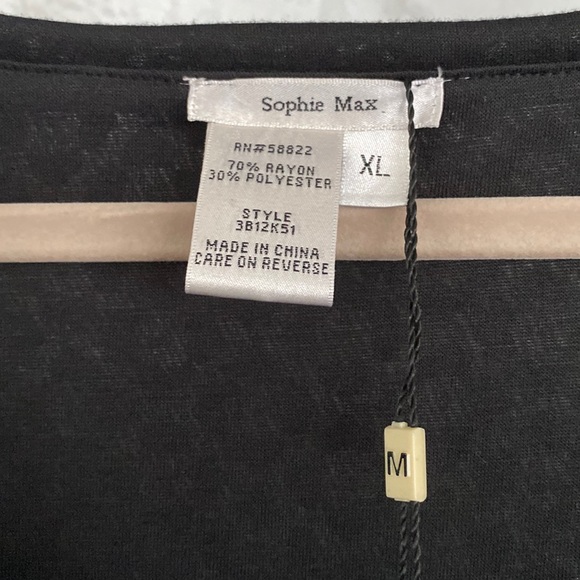 Sophie Max
XL
RN#58822
70% RAYON
30% POLYESTER
STYLE
3B12K51
MADE IN CHINA
CARE ON REVERSE
M